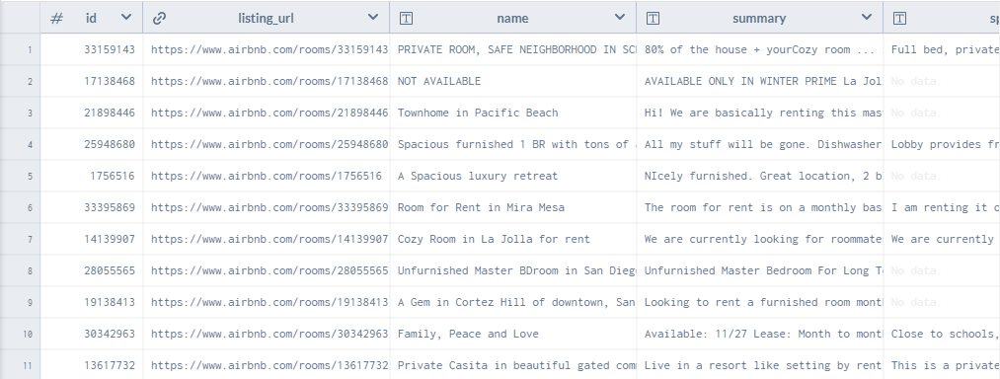 # id listing_url T name T summary T sp
1 33159143 https://www.airbnb.com/rooms/33159143 PRIVATE ROOM, SAFE NEIGHBORHOOD IN SC 80% of the house + yourCozy room ... Full bed, private
2 17138468 https://www.airbnb.com/rooms/17138468 NOT AVAILABLE AVAILABLE ONLY IN WINTER PRIME La Jol No data.
3 21898446 https://www.airbnb.com/rooms/21898446 Townhome in Pacific Beach Hi! We are basically renting this mas No data.
4 25948680 https://www.airbnb.com/rooms/25948680 Spacious furnished 1 BR with tons of All my stuff will be gone. Dishwasher Lobby provides fr
5 1756516 https://www.airbnb.com/rooms/1756516 A Spacious luxury retreat NIcely furnished. Great location, 2 b No data.
6 33395869 https://www.airbnb.com/rooms/33395869 Room for Rent in Mira Mesa The room for rent is on a monthly bas I am renting it o
7 14139907 https://www.airbnb.com/rooms/14139907 Cozy Room in La Jolla for rent We are currently looking for roommate We are currently
8 28055565 https://www.airbnb.com/rooms/28055565 Unfurnished Master BDroom in San Dieg Unfurnished Master Bedroom For Long T No data.
9 19138413 https://www.airbnb.com/rooms/19138413 A Gem in Cortez Hill of downtown, San Looking to rent a furnished room mont No data.
10 30342963 https://www.airbnb.com/rooms/30342963 Family, Peace and Love Available: 11/27 Lease: Month to mont Close to schools,
11 13617732 https://www.airbnb.com/rooms/13617732 Private Casita in beautiful gated com Live in a resort like setting by rent This is a private